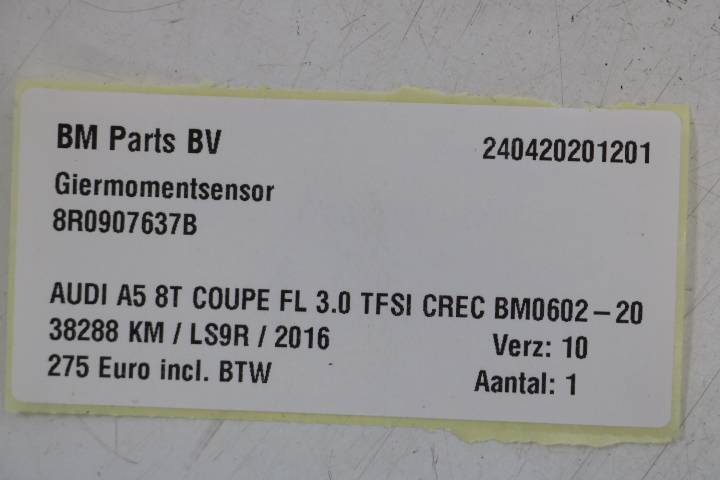 BM Parts BV 240420201201
Giermomentsensor
8R0907637B
AUDI A5 8T COUPE FL 3.0 TFSI CREC BM0602-20
38288 KM / LS9R / 2016 Verz: 10
275 Euro incl. BTW Aantal: 1